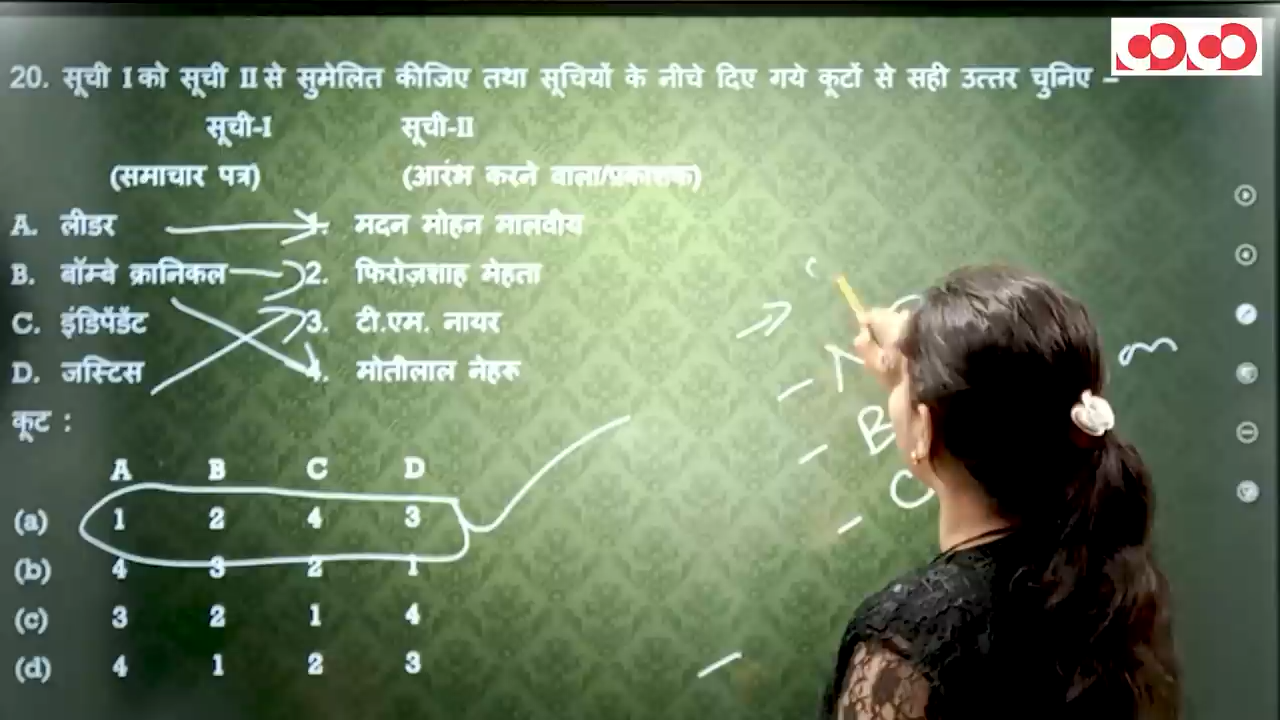 20. सूची I को सूची II से सुमेलित कीजिए तथा सूचियों के नीचे दिए गये कूटों से सही उत्तर चुनिए –
सूची-I सूची-II
(समाचार पत्र) (आरंभ करने वाला/प्रकाशक)
A. लीडर 1. मदन मोहन मालवीय
B. बॉम्बे क्रानिकल 2. फिरोज़शाह मेहता
C. इंडिपेंडेंट 3. टी.एम. नायर
D. जस्टिस 4. मोतीलाल नेहरू
कूट :
A B C D
(a) 1 2 4 3
(b) 4 3 2 1
(c) 3 2 1 4
(d) 4 1 2 3
B
C